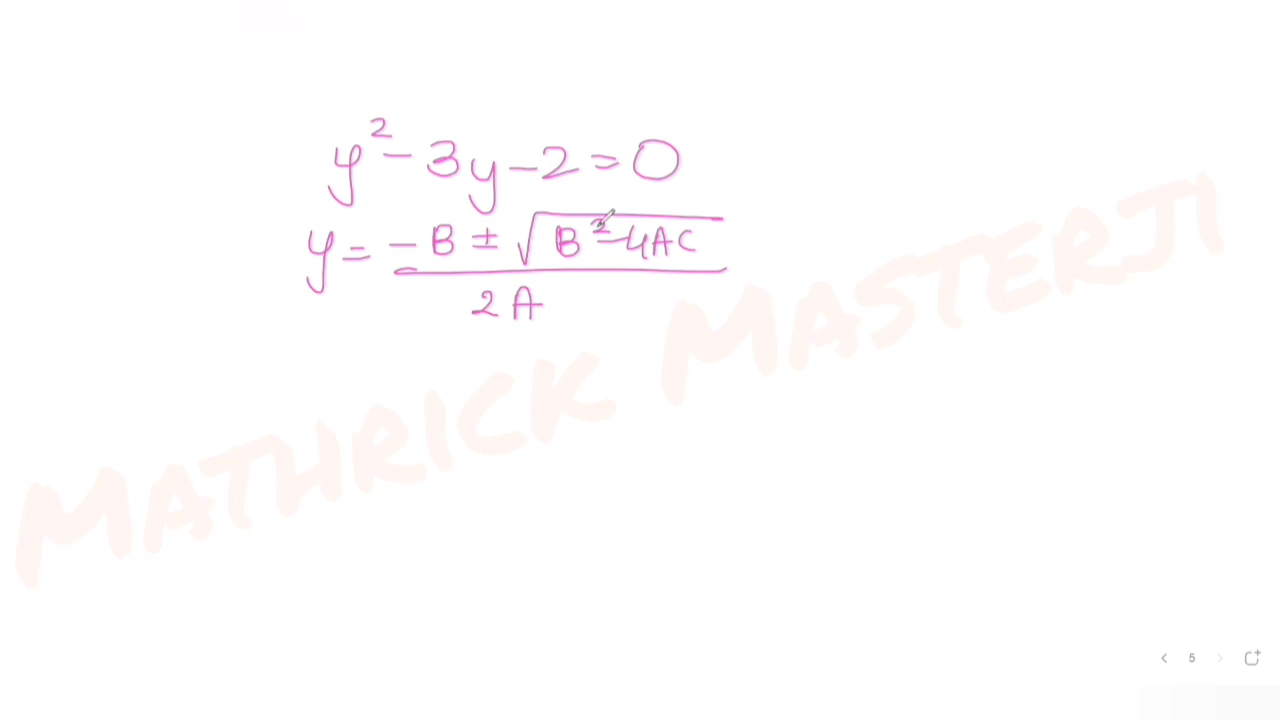 y² - 3y - 2 = 0
y = -B ± √(B² - 4AC)
2A
MATHRICK MASTERJI
5